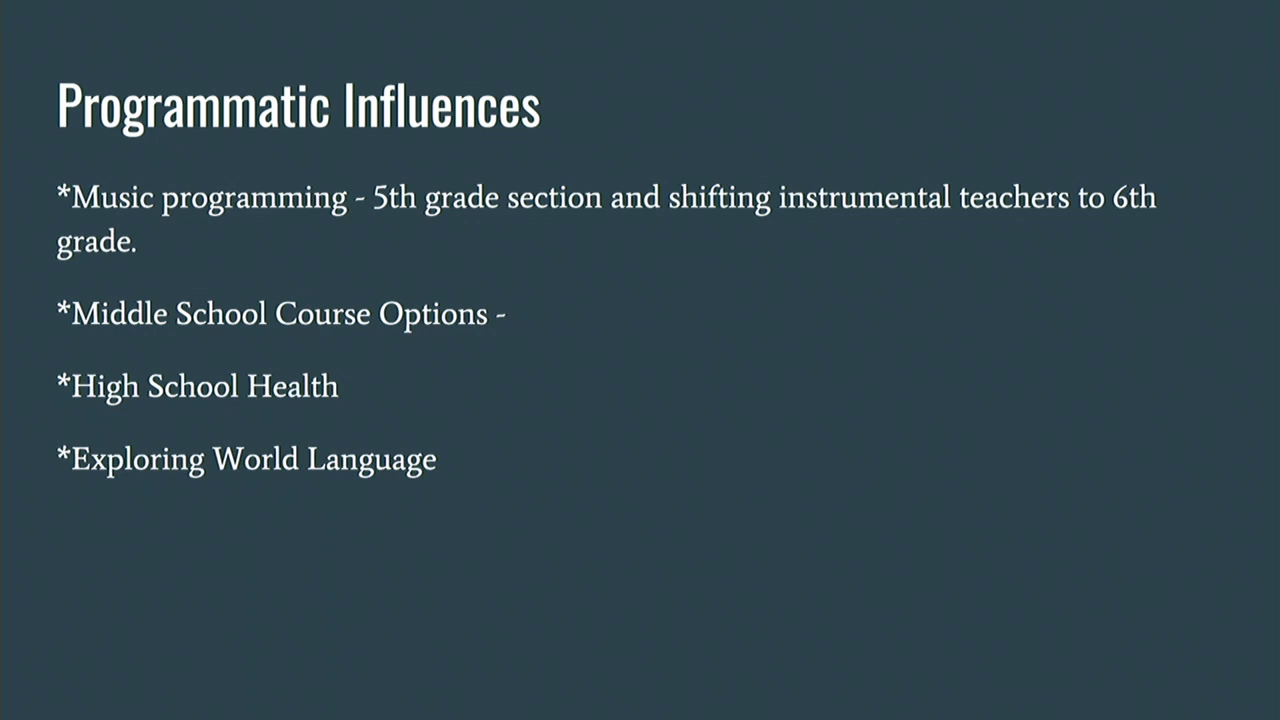 Programmatic Influences
*Music programming - 5th grade section and shifting instrumental teachers to 6th
grade.
*Middle School Course Options -
*High School Health
*Exploring World Language